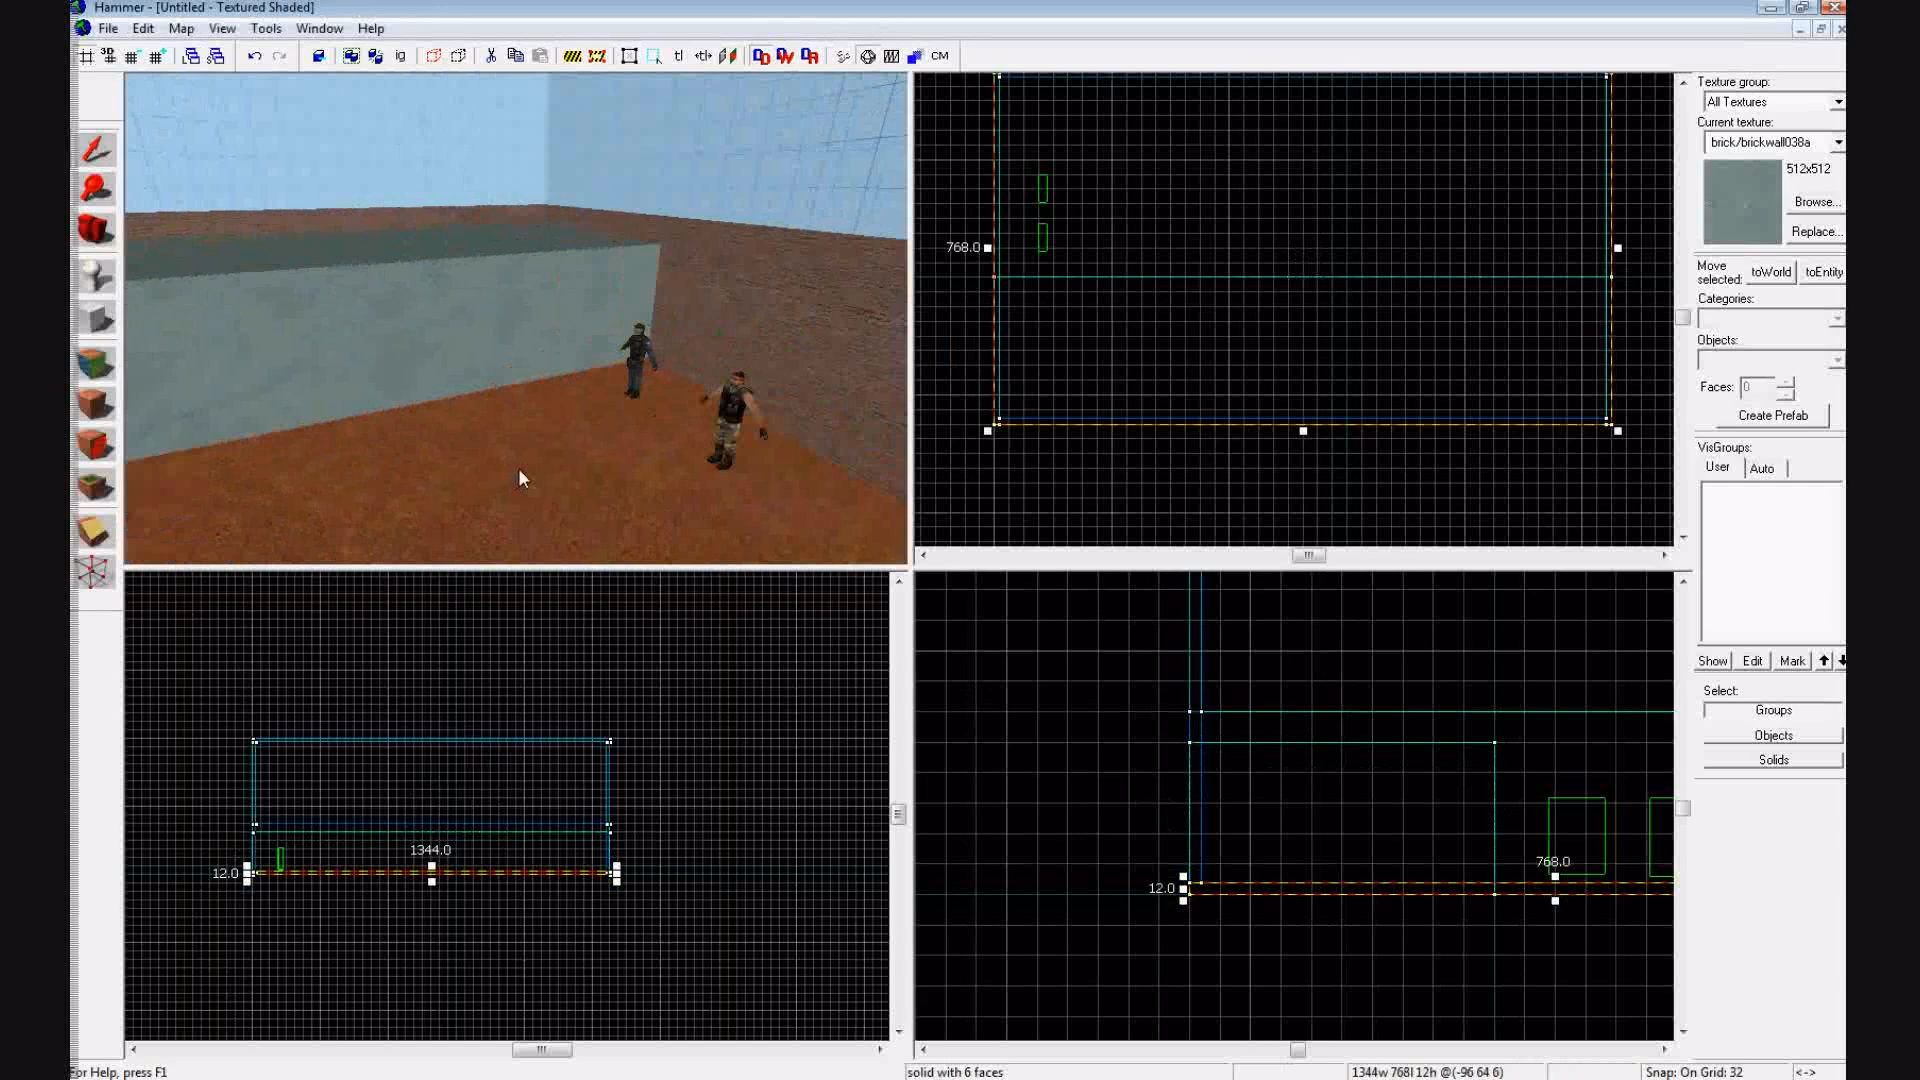 Hammer - [Untitled - Textured Shaded]
File Edit Map View Tools Window Help
3D
ig
tl
CM
Texture group:
All Textures
Current texture:
brick/brickwall038a
512x512
Browse...
Replace...
Move selected: toWorld toEntity
Categories:
Objects:
Faces: 0
Create Prefab
VisGroups:
User Auto
Show Edit Mark
Select:
Groups
Objects
Solids
768.0
1344.0
12.0
768.0
12.0
For Help, press F1
solid with 6 faces
1344w 768l 12h @(-96 64 6)
Snap: On Grid: 32
<->